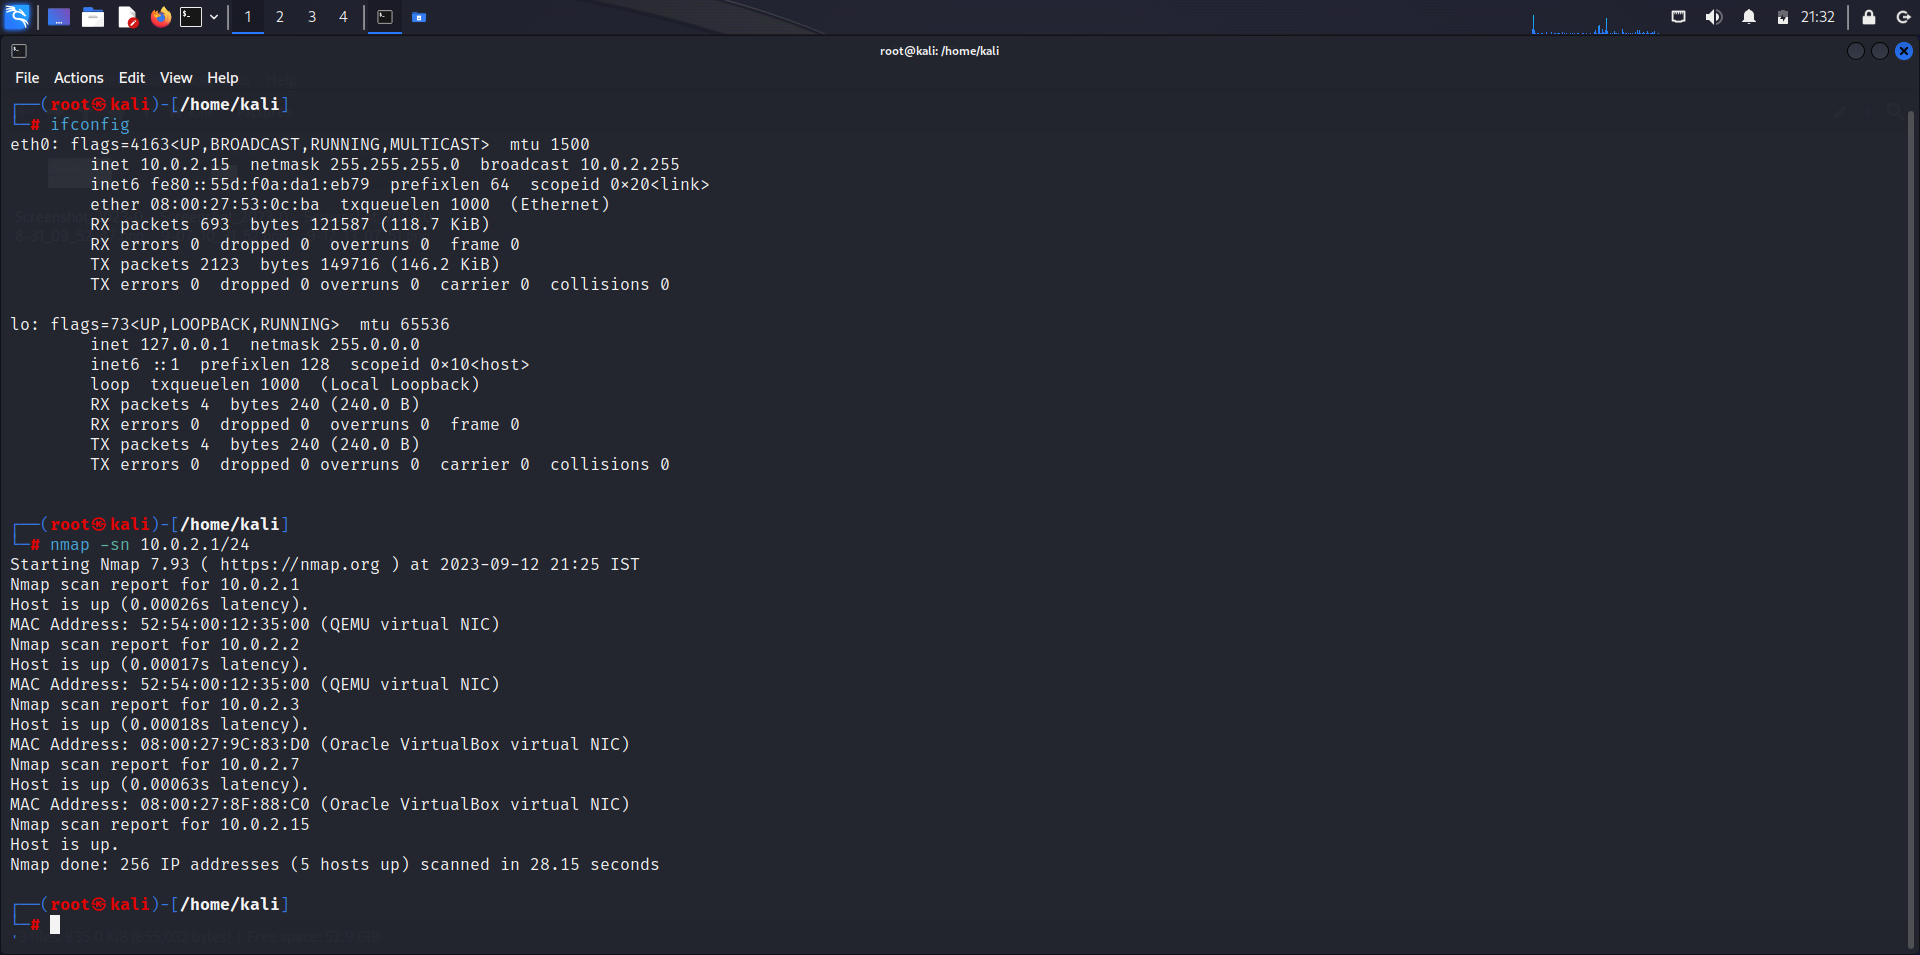 1 2 3 4 21:32
root@kali: /home/kali
File Actions Edit View Help
┌──(root㉿kali)-[/home/kali]
└─# ifconfig
eth0: flags=4163<UP,BROADCAST,RUNNING,MULTICAST>  mtu 1500
        inet 10.0.2.15  netmask 255.255.255.0  broadcast 10.0.2.255
        inet6 fe80::55d:f0a:da1:eb79  prefixlen 64  scopeid 0×20<link>
        ether 08:00:27:53:0c:ba  txqueuelen 1000  (Ethernet)
        RX packets 693  bytes 121587 (118.7 KiB)
        RX errors 0  dropped 0  overruns 0  frame 0
        TX packets 2123  bytes 149716 (146.2 KiB)
        TX errors 0  dropped 0 overruns 0  carrier 0  collisions 0
lo: flags=73<UP,LOOPBACK,RUNNING>  mtu 65536
        inet 127.0.0.1  netmask 255.0.0.0
        inet6 ::1  prefixlen 128  scopeid 0×10<host>
        loop  txqueuelen 1000  (Local Loopback)
        RX packets 4  bytes 240 (240.0 B)
        RX errors 0  dropped 0  overruns 0  frame 0
        TX packets 4  bytes 240 (240.0 B)
        TX errors 0  dropped 0 overruns 0  carrier 0  collisions 0
┌──(root㉿kali)-[/home/kali]
└─# nmap -sn 10.0.2.1/24
Starting Nmap 7.93 ( https://nmap.org ) at 2023-09-12 21:25 IST
Nmap scan report for 10.0.2.1
Host is up (0.00026s latency).
MAC Address: 52:54:00:12:35:00 (QEMU virtual NIC)
Nmap scan report for 10.0.2.2
Host is up (0.00017s latency).
MAC Address: 52:54:00:12:35:00 (QEMU virtual NIC)
Nmap scan report for 10.0.2.3
Host is up (0.00018s latency).
MAC Address: 08:00:27:9C:83:D0 (Oracle VirtualBox virtual NIC)
Nmap scan report for 10.0.2.7
Host is up (0.00063s latency).
MAC Address: 08:00:27:8F:88:C0 (Oracle VirtualBox virtual NIC)
Nmap scan report for 10.0.2.15
Host is up.
Nmap done: 256 IP addresses (5 hosts up) scanned in 28.15 seconds
┌──(root㉿kali)-[/home/kali]
└─#